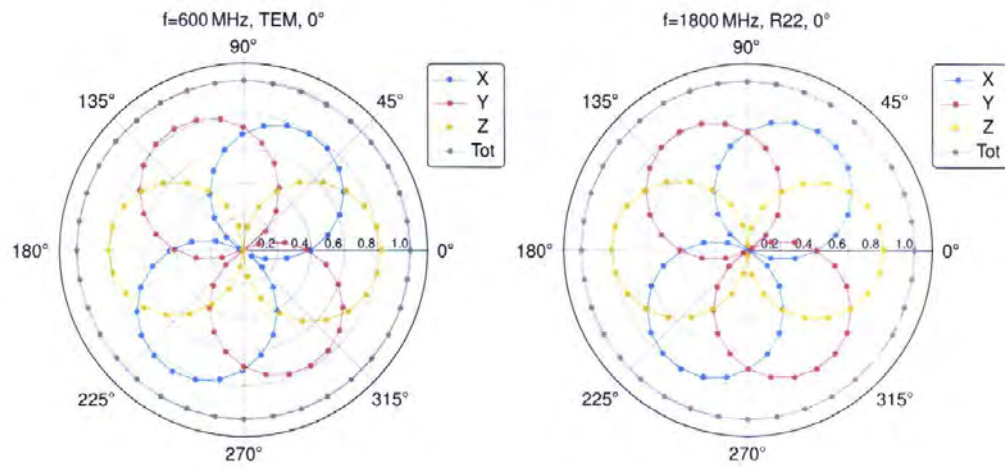 f=600 MHz, TEM, 0°
90°
135°
45°
X
Y
Z
Tot
180°
0.2 0.4 0.6 0.8 1.0
0°
225°
315°
270°
f=1800 MHz, R22, 0°
90°
135°
45°
X
Y
Z
Tot
180°
0.2 0.4 0.6 0.8 1.0
0°
225°
315°
270°